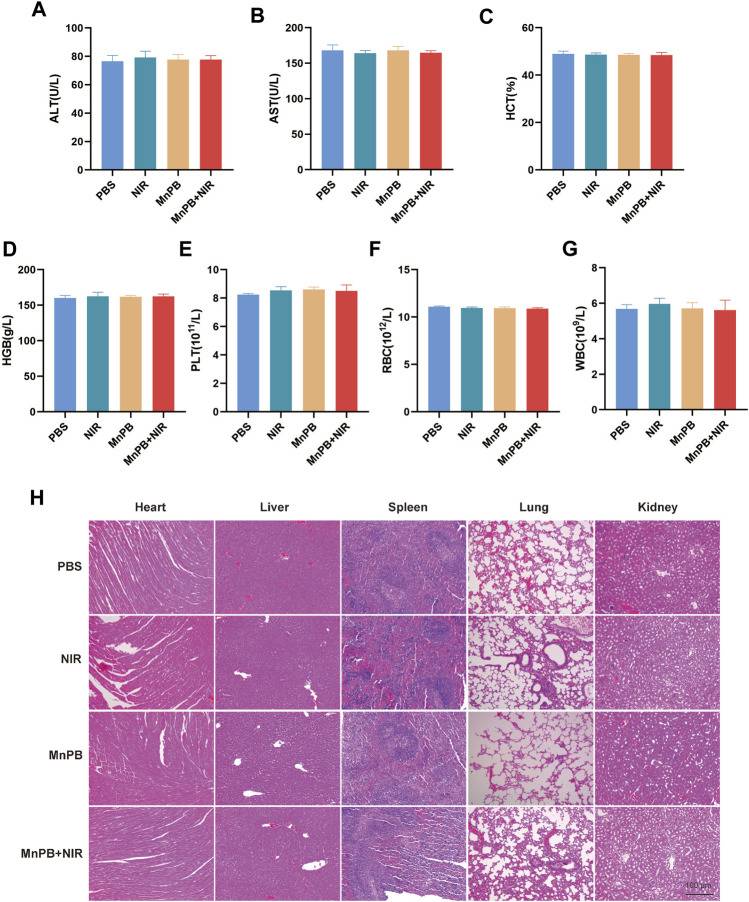 A
ALT(U/L)
100
80
60
40
20
0
PBS
NIR
MnPB
MnPB+NIR
B
AST(U/L)
200
150
100
50
0
PBS
NIR
MnPB
MnPB+NIR
C
HCT(%)
60
40
20
0
PBS
NIR
MnPB
MnPB+NIR
D
HGB(g/L)
200
150
100
50
0
PBS
NIR
MnPB
MnPB+NIR
E
PLT(10¹¹/L)
10
8
6
4
2
0
PBS
NIR
MnPB
MnPB+NIR
F
RBC(10¹²/L)
15
10
5
0
PBS
NIR
MnPB
MnPB+NIR
G
WBC(10⁹/L)
8
6
4
2
0
PBS
NIR
MnPB
MnPB+NIR
H
Heart Liver Spleen Lung Kidney
PBS
NIR
MnPB
MnPB+NIR
100 μm